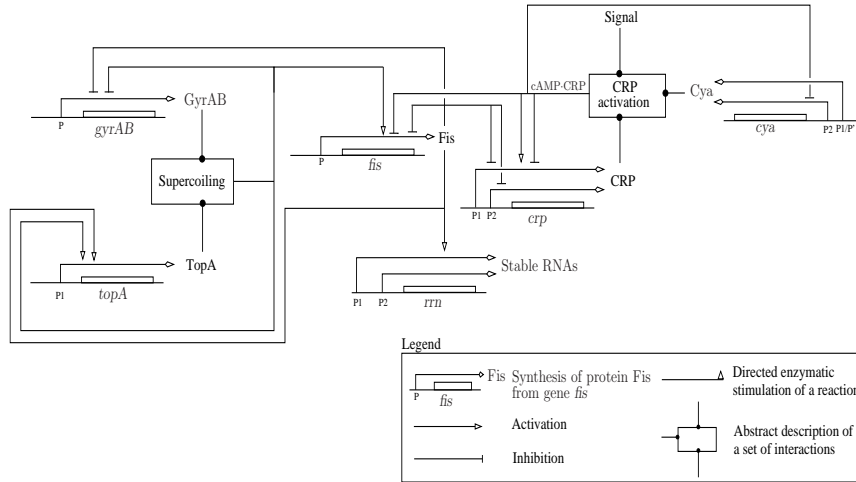 Signal
cAMP·CRP
CRP
activation
Cya
GyrAB
P
gyrAB
cya
P2
P1/P'
Fis
P
fis
Supercoiling
CRP
P1
P2
crp
TopA
P1
topA
Stable RNAs
P1
P2
rrn
Legend
Fis
P
fis
Synthesis of protein Fis
from gene fis
Directed enzymatic
stimulation of a reaction
Activation
Inhibition
Abstract description of
a set of interactions